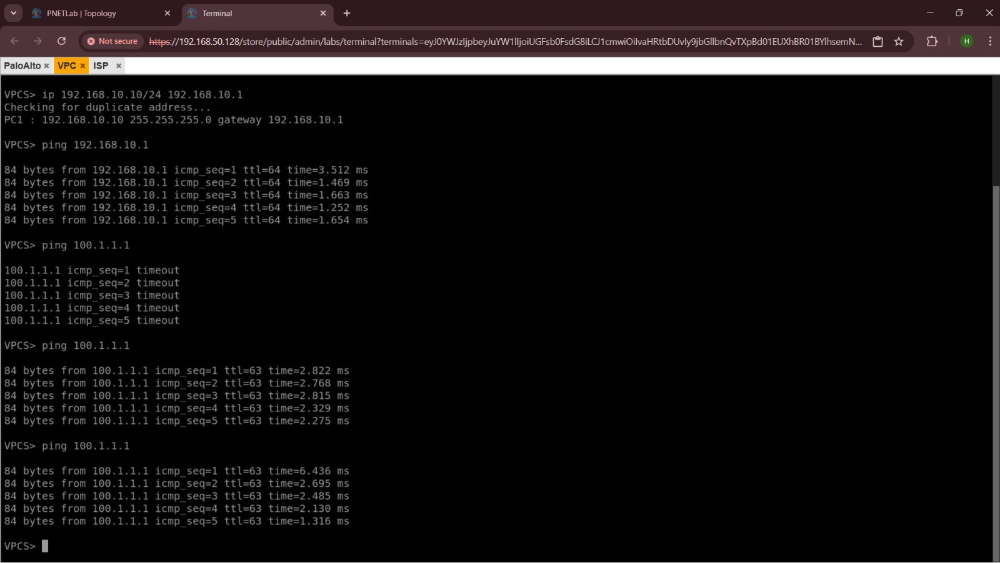 PNETLab | Topology
Terminal
Not secure
https://192.168.50.128/store/public/admin/labs/terminal?terminals=
H
PaloAlto × VPC × ISP ×
VPCS> ip 192.168.10.10/24 192.168.10.1
Checking for duplicate address...
PC1 : 192.168.10.10 255.255.255.0 gateway 192.168.10.1
VPCS> ping 192.168.10.1
84 bytes from 192.168.10.1 icmp_seq=1 ttl=64 time=3.512 ms
84 bytes from 192.168.10.1 icmp_seq=2 ttl=64 time=1.469 ms
84 bytes from 192.168.10.1 icmp_seq=3 ttl=64 time=1.663 ms
84 bytes from 192.168.10.1 icmp_seq=4 ttl=64 time=1.252 ms
84 bytes from 192.168.10.1 icmp_seq=5 ttl=64 time=1.654 ms
VPCS> ping 100.1.1.1
100.1.1.1 icmp_seq=1 timeout
100.1.1.1 icmp_seq=2 timeout
100.1.1.1 icmp_seq=3 timeout
100.1.1.1 icmp_seq=4 timeout
100.1.1.1 icmp_seq=5 timeout
VPCS> ping 100.1.1.1
84 bytes from 100.1.1.1 icmp_seq=1 ttl=63 time=2.822 ms
84 bytes from 100.1.1.1 icmp_seq=2 ttl=63 time=2.768 ms
84 bytes from 100.1.1.1 icmp_seq=3 ttl=63 time=2.815 ms
84 bytes from 100.1.1.1 icmp_seq=4 ttl=63 time=2.329 ms
84 bytes from 100.1.1.1 icmp_seq=5 ttl=63 time=2.275 ms
VPCS> ping 100.1.1.1
84 bytes from 100.1.1.1 icmp_seq=1 ttl=63 time=6.436 ms
84 bytes from 100.1.1.1 icmp_seq=2 ttl=63 time=2.695 ms
84 bytes from 100.1.1.1 icmp_seq=3 ttl=63 time=2.485 ms
84 bytes from 100.1.1.1 icmp_seq=4 ttl=63 time=2.130 ms
84 bytes from 100.1.1.1 icmp_seq=5 ttl=63 time=1.316 ms
VPCS>